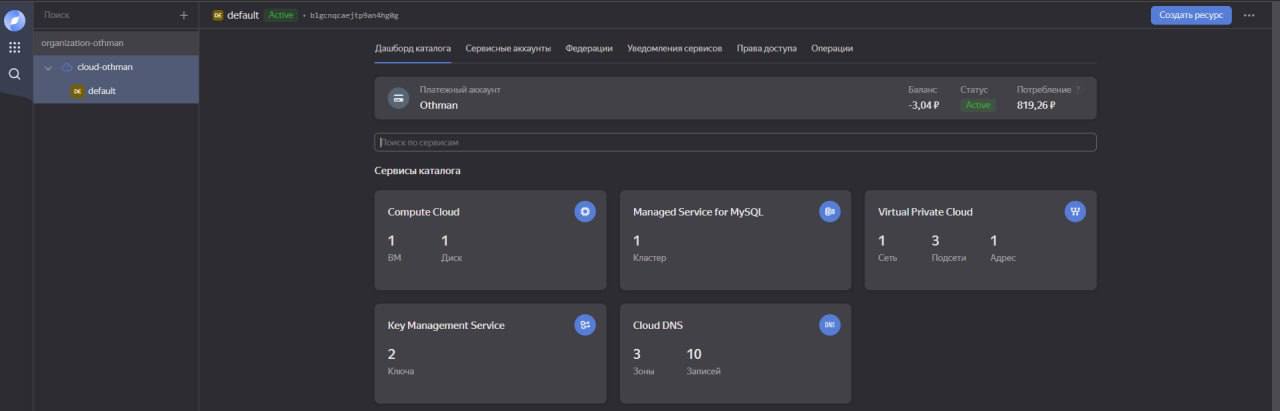 Поиск
+
DE default Active • b1gcnqcaejtp9an4hg0g
Создать ресурс
organization-othman
cloud-othman
DE default
Дашборд каталога Сервисные аккаунты Федерации Уведомления сервисов Права доступа Операции
Платежный аккаунт
Othman
Баланс
-3,04 ₽
Статус
Active
Потребление ?
819,26 ₽
Поиск по сервисам
Сервисы каталога
Compute Cloud
1 1
ВМ Диск
Managed Service for MySQL
1
Кластер
Virtual Private Cloud
1 3 1
Сеть Подсети Адрес
Key Management Service
2
Ключа
Cloud DNS
DNS
3 10
Зоны Записей